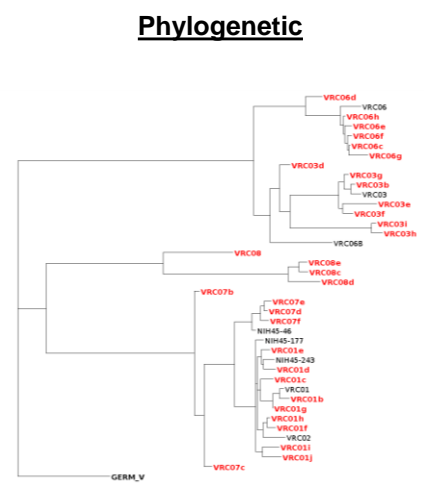 Phylogenetic
VRC06d
VRC06
VRC06h
VRC06e
VRC06f
VRC06c
VRC06g
VRC03d
VRC03g
VRC03b
VRC03
VRC03e
VRC03f
VRC03i
VRC03h
VRC06B
VRC08
VRC08e
VRC08c
VRC08d
VRC07b
VRC07e
VRC07d
VRC07f
NIH45-46
NIH45-177
VRC01e
NIH45-243
VRC01d
VRC01c
VRC01
VRC01b
VRC01g
VRC01h
VRC01f
VRC02
VRC01i
VRC01j
VRC07c
GERM_V